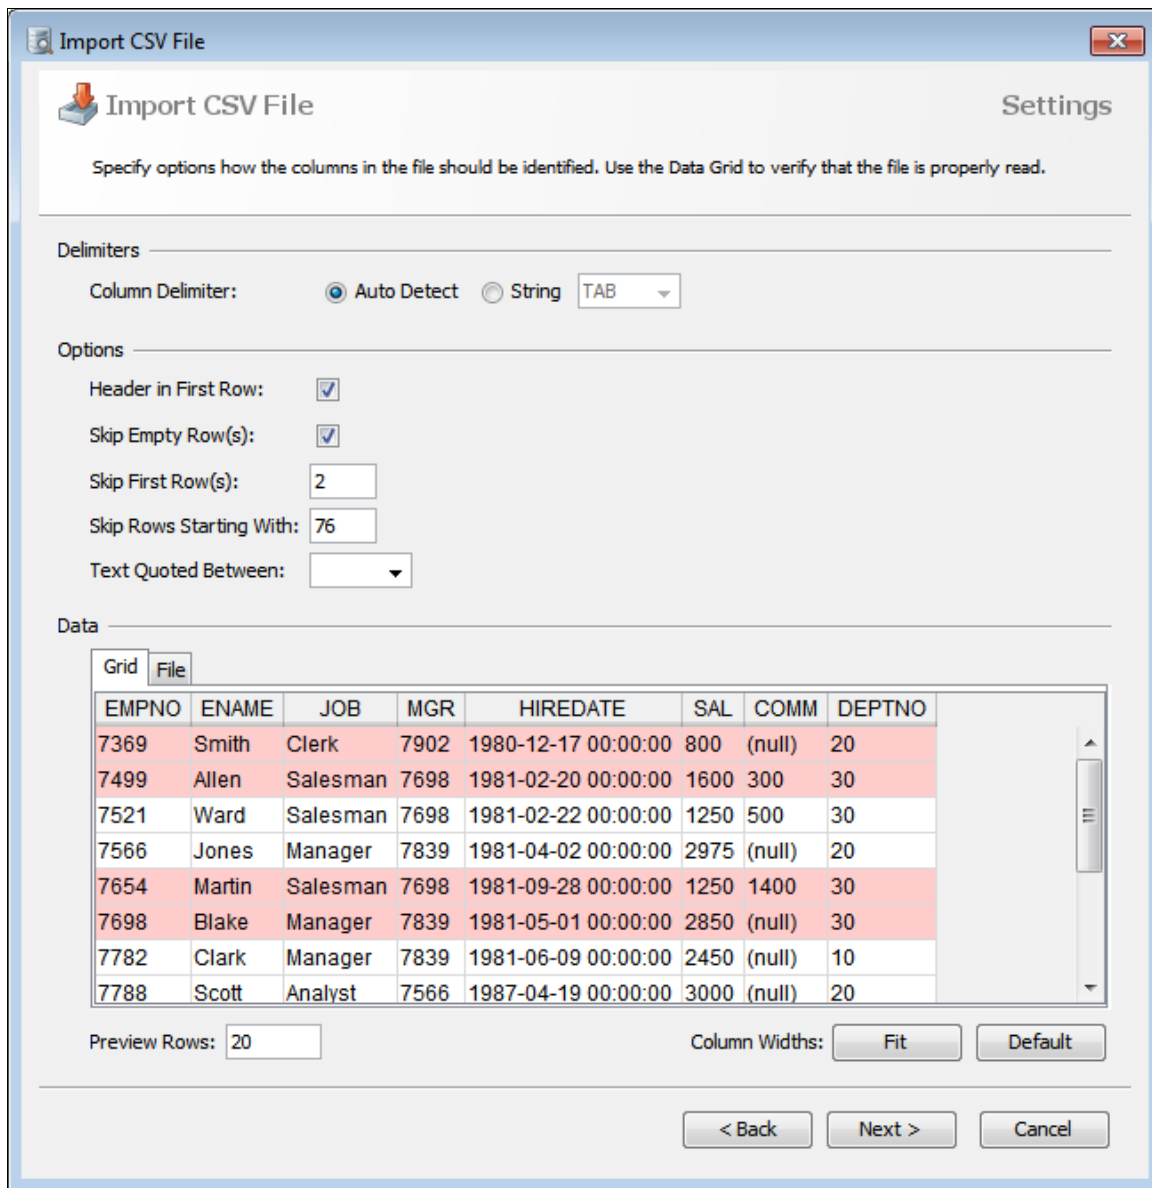 Import CSV File
Import CSV File Settings
Specify options how the columns in the file should be identified. Use the Data Grid to verify that the file is properly read.
Delimiters
Column Delimiter: Auto Detect String TAB
Options
Header in First Row:
Skip Empty Row(s):
Skip First Row(s): 2
Skip Rows Starting With: 76
Text Quoted Between:
Data
Grid File
EMPNO ENAME JOB MGR HIREDATE SAL COMM DEPTNO
7369 Smith Clerk 7902 1980-12-17 00:00:00 800 (null) 20
7499 Allen Salesman 7698 1981-02-20 00:00:00 1600 300 30
7521 Ward Salesman 7698 1981-02-22 00:00:00 1250 500 30
7566 Jones Manager 7839 1981-04-02 00:00:00 2975 (null) 20
7654 Martin Salesman 7698 1981-09-28 00:00:00 1250 1400 30
7698 Blake Manager 7839 1981-05-01 00:00:00 2850 (null) 30
7782 Clark Manager 7839 1981-06-09 00:00:00 2450 (null) 10
7788 Scott Analyst 7566 1987-04-19 00:00:00 3000 (null) 20
Preview Rows: 20 Column Widths: Fit Default
< Back Next > Cancel